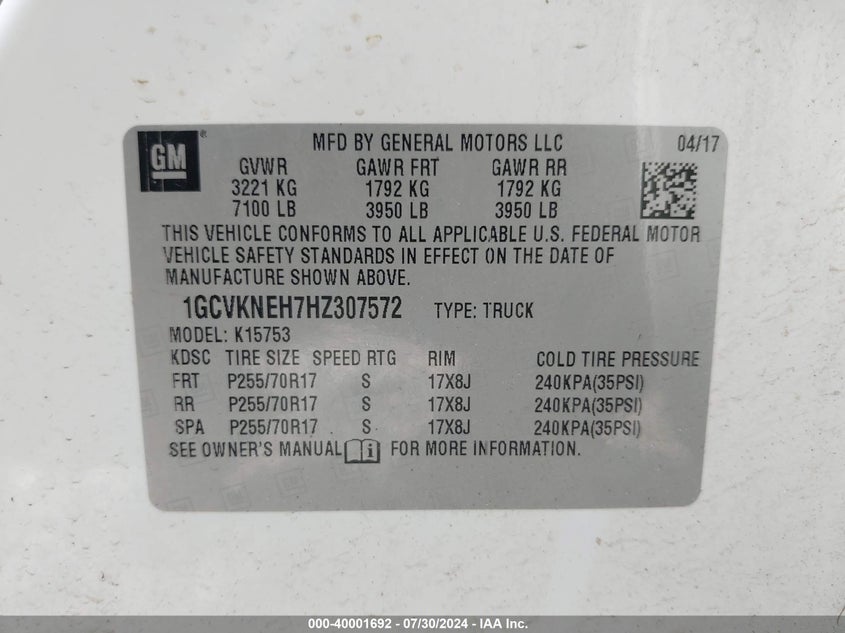 GM ®
MFD BY GENERAL MOTORS LLC 04/17
GVWR GAWR FRT GAWR RR
3221 KG 1792 KG 1792 KG
7100 LB 3950 LB 3950 LB
THIS VEHICLE CONFORMS TO ALL APPLICABLE U.S. FEDERAL MOTOR
VEHICLE SAFETY STANDARDS IN EFFECT ON THE DATE OF
MANUFACTURE SHOWN ABOVE.
1GCVKNEH7HZ307572 TYPE: TRUCK
MODEL: K15753
KDSC TIRE SIZE SPEED RTG RIM COLD TIRE PRESSURE
FRT P255/70R17 S 17X8J 240KPA(35PSI)
RR P255/70R17 S 17X8J 240KPA(35PSI)
SPA P255/70R17 S 17X8J 240KPA(35PSI)
SEE OWNER'S MANUAL i FOR MORE INFORMATION.
000-40001692 - 07/30/2024 - IAA Inc.